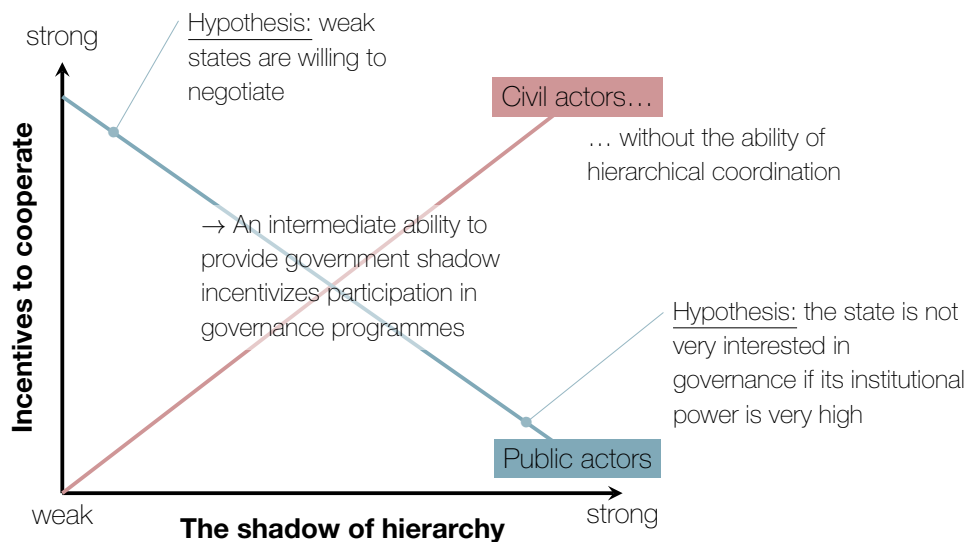 strong
Incentives to cooperate
Hypothesis: weak
states are willing to
negotiate
Civil actors…
… without the ability of
hierarchical coordination
→ An intermediate ability to
provide government shadow
incentivizes participation in
governance programmes
Hypothesis: the state is not
very interested in
governance if its institutional
power is very high
Public actors
weak
The shadow of hierarchy
strong